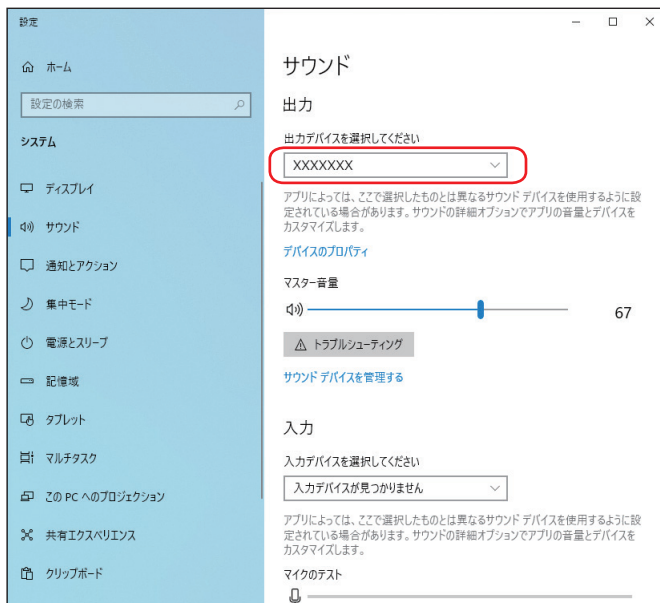 設定
ホーム
設定の検索
システム
ディスプレイ
サウンド
通知とアクション
集中モード
電源とスリープ
記憶域
タブレット
マルチタスク
この PC へのプロジェクション
共有エクスペリエンス
クリップボード
サウンド
出力
出力デバイスを選択してください
XXXXXXX
アプリによっては、ここで選択したものとは異なるサウンド デバイスを使用するように設
定されている場合があります。サウンドの詳細オプションでアプリの音量とデバイスを
カスタマイズします。
デバイスのプロパティ
マスター音量
67
トラブルシューティング
サウンド デバイスを管理する
入力
入力デバイスを選択してください
入力デバイスが見つかりません
アプリによっては、ここで選択したものとは異なるサウンド デバイスを使用するように設
定されている場合があります。サウンドの詳細オプションでアプリの音量とデバイスを
カスタマイズします。
マイクのテスト